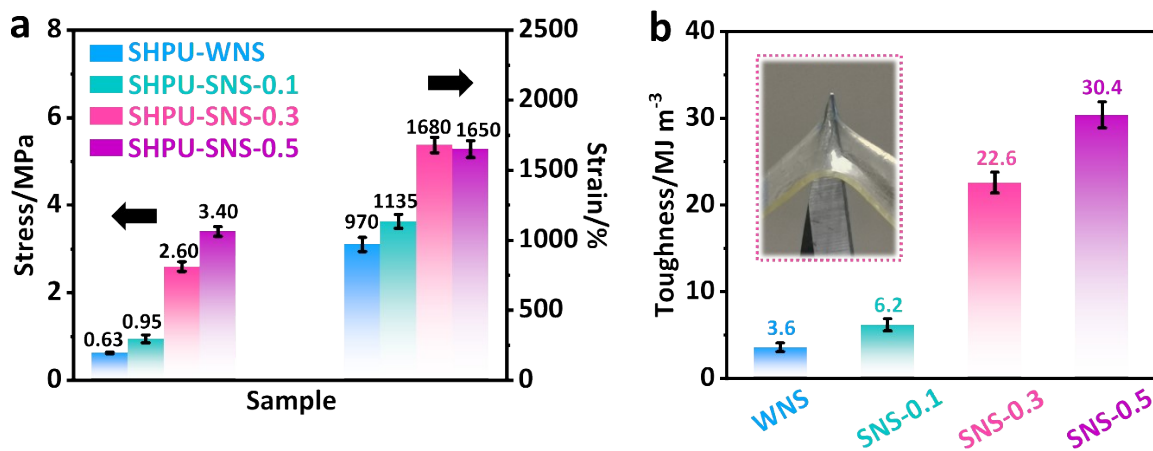 a
8
6
4
2
0
Stress/MPa
SHPU-WNS
SHPU-SNS-0.1
SHPU-SNS-0.3
SHPU-SNS-0.5
0.63
0.95
2.60
3.40
970
1135
1680
1650
Sample
2500
2000
1500
1000
500
0
Strain/%
b
40
30
20
10
0
Toughness/MJ m⁻³
3.6
6.2
22.6
30.4
WNS
SNS-0.1
SNS-0.3
SNS-0.5